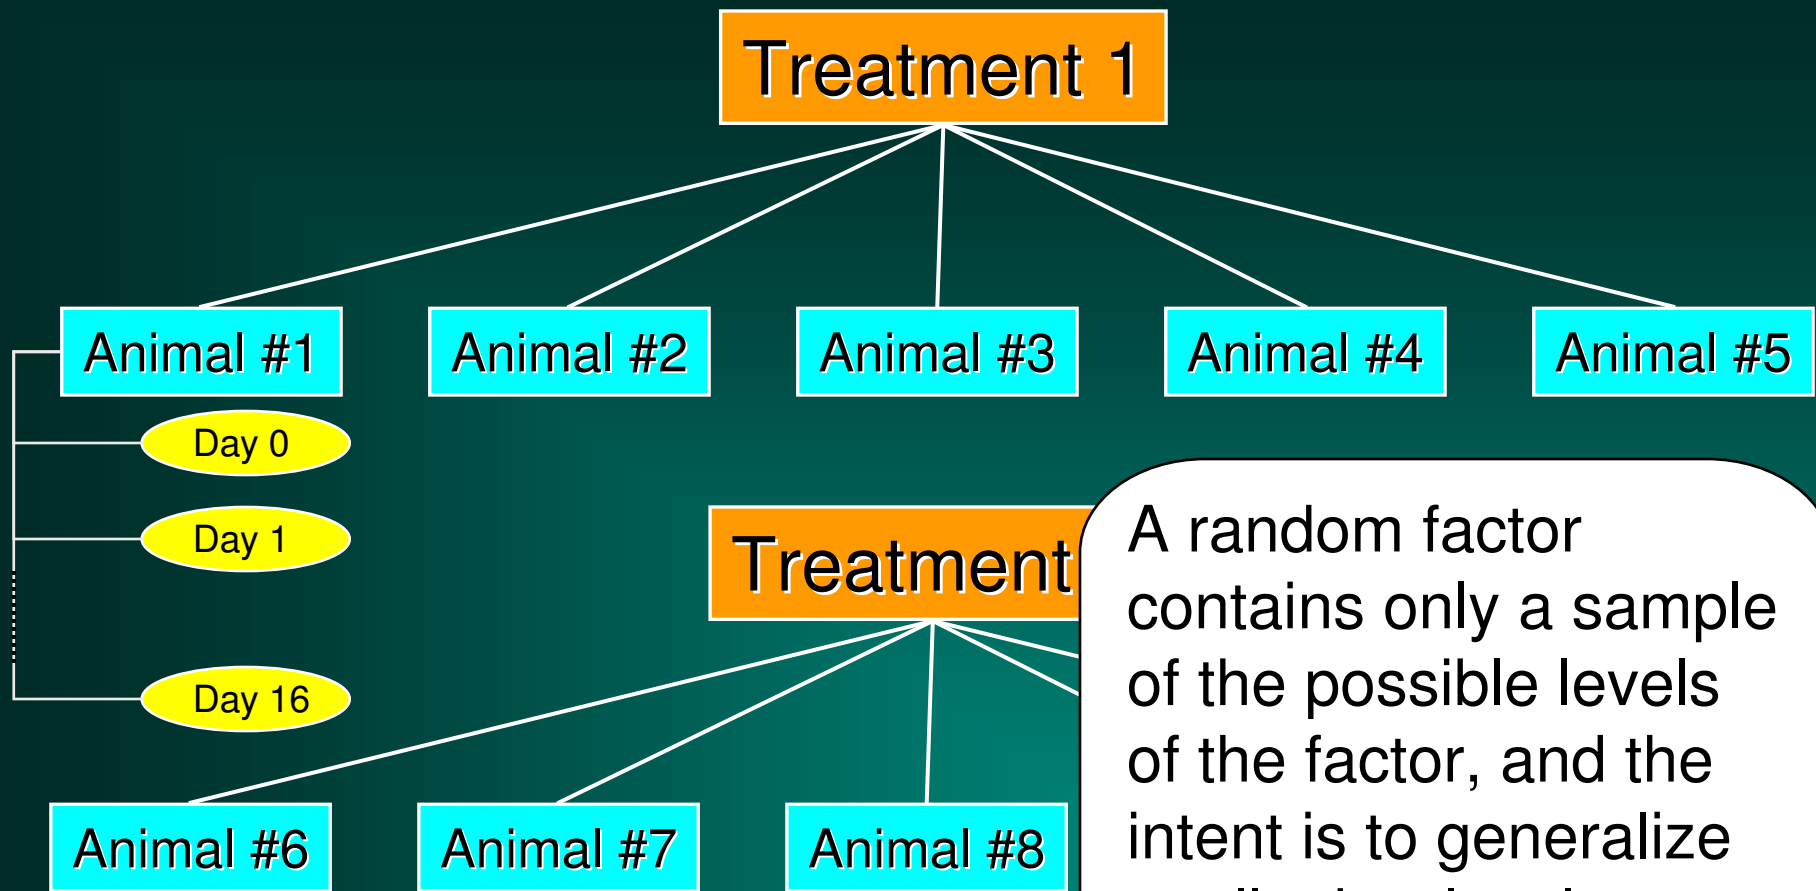 Treatment 1
Animal #1
Animal #2
Animal #3
Animal #4
Animal #5
Day 0
Day 1
Day 16
Treatment
Animal #6
Animal #7
Animal #8
A random factor
contains only a sample
of the possible levels
of the factor, and the
intent is to generalize